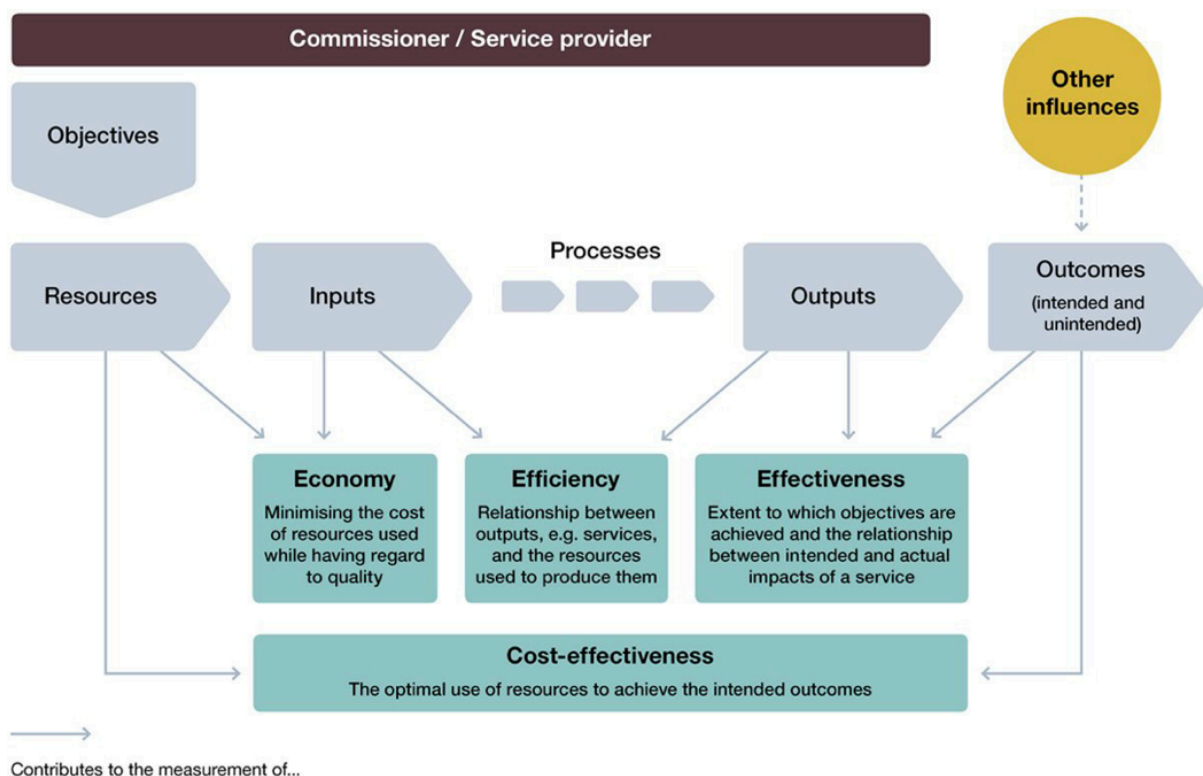 Commissioner / Service provider
Other
influences
Objectives
Resources
Inputs
Processes
Outputs
Outcomes
(intended and
unintended)
Economy
Minimising the cost
of resources used
while having regard
to quality
Efficiency
Relationship between
outputs, e.g. services,
and the resources
used to produce them
Effectiveness
Extent to which objectives are
achieved and the relationship
between intended and actual
impacts of a service
Cost-effectiveness
The optimal use of resources to achieve the intended outcomes
Contributes to the measurement of...